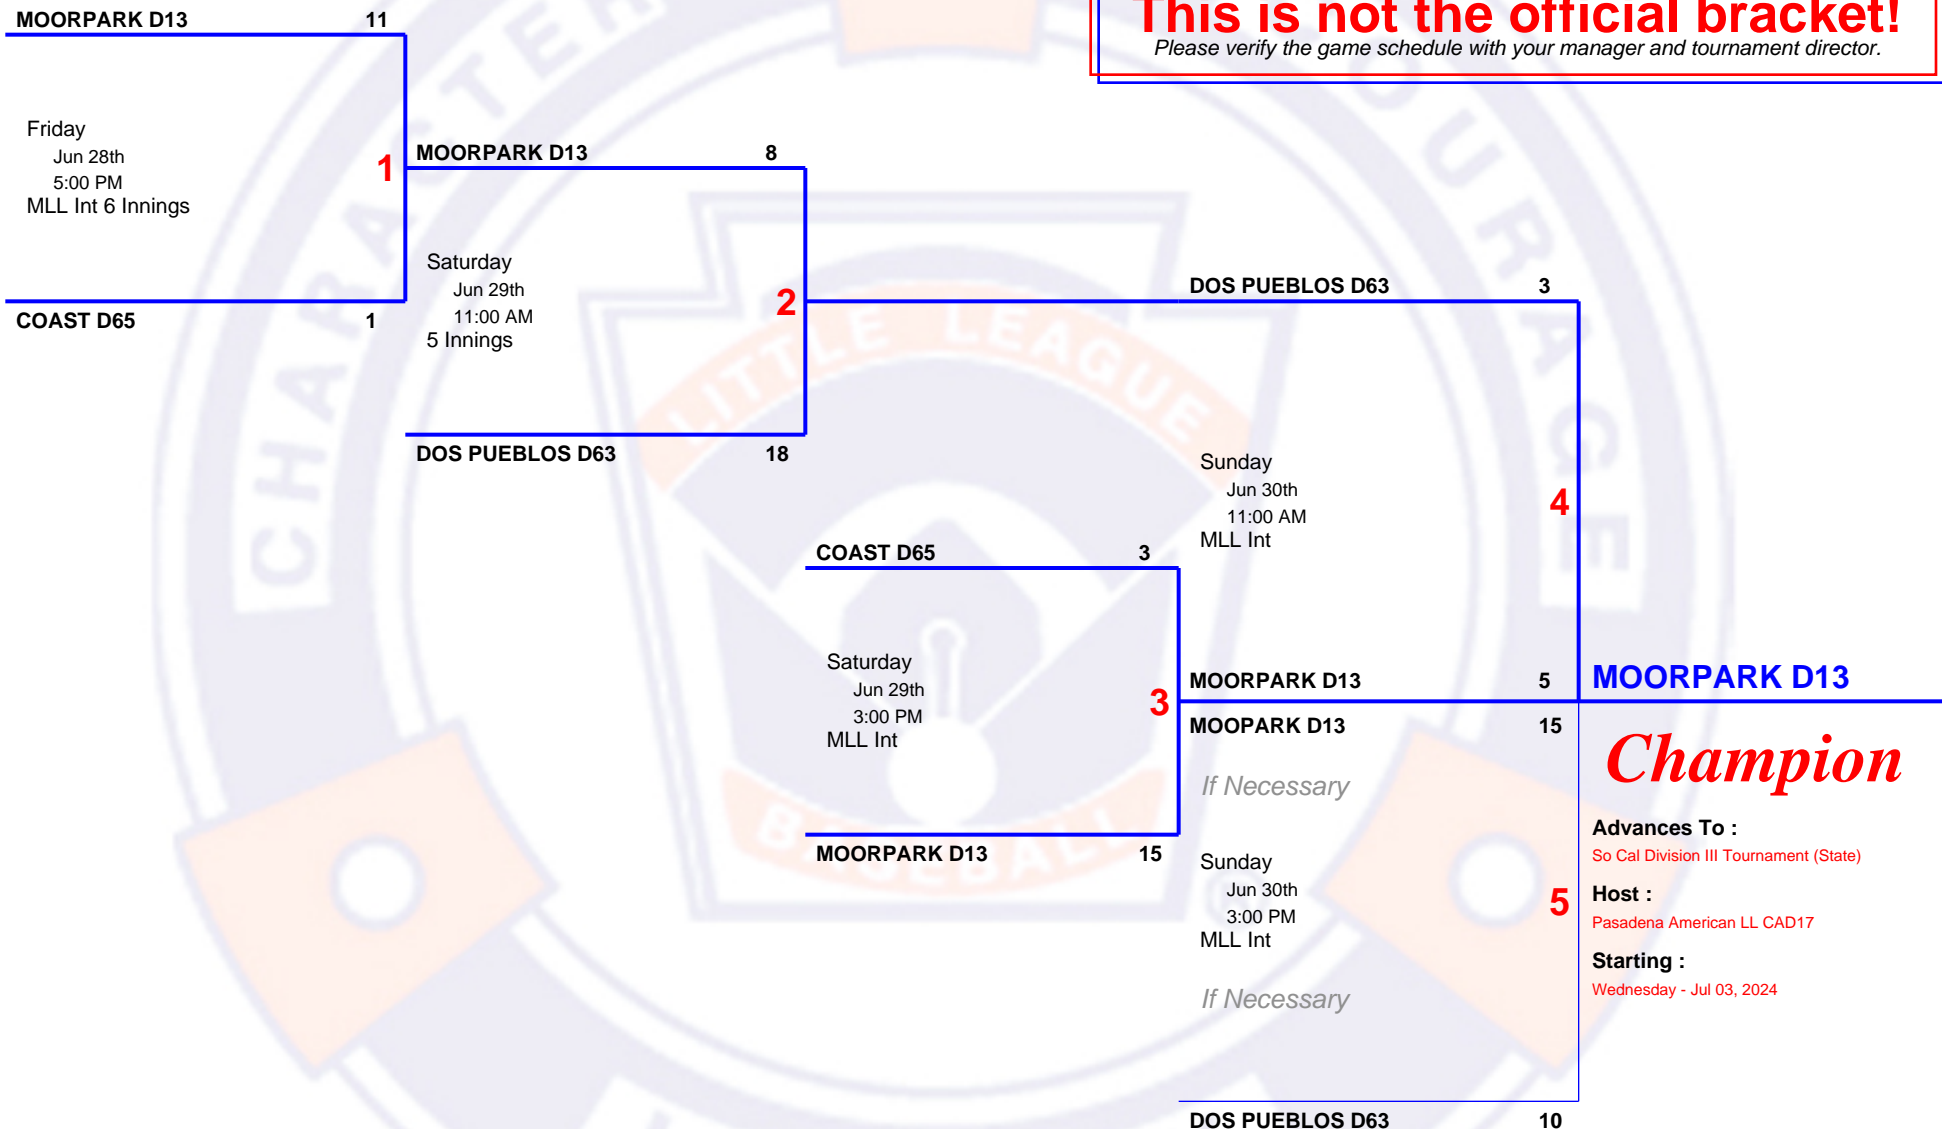 This is not the official bracket!
Please verify the game schedule with your manager and tournament director.
MOORPARK D13 11
Friday
Jun 28th
5:00 PM
MLL Int 6 Innings
1
COAST D65 1
MOORPARK D13 8
Saturday
Jun 29th
11:00 AM
5 Innings
2
DOS PUEBLOS D63 18
DOS PUEBLOS D63 3
Sunday
Jun 30th
11:00 AM
MLL Int
4
COAST D65 3
Saturday
Jun 29th
3:00 PM
MLL Int
3
MOORPARK D13 15
MOORPARK D13 5
MOOPARK D13 15
If Necessary
Sunday
Jun 30th
3:00 PM
MLL Int
5
If Necessary
DOS PUEBLOS D63 10
MOORPARK D13
Champion
Advances To :
So Cal Division III Tournament (State)
Host :
Pasadena American LL CAD17
Starting :
Wednesday - Jul 03, 2024
CHARACTER
COURAGE
LITTLE LEAGUE
BASEBALL
®